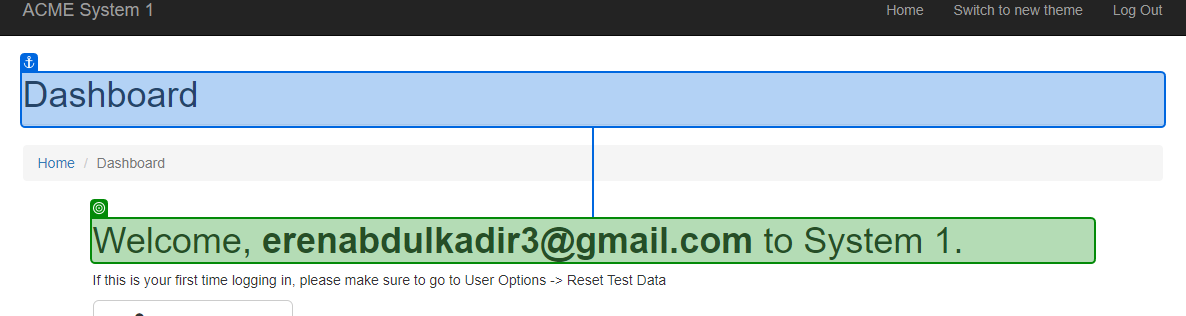 ACME System 1
Home
Switch to new theme
Log Out
Dashboard
Home / Dashboard
Welcome, erenabdulkadir3@gmail.com to System 1.
If this is your first time logging in, please make sure to go to User Options -> Reset Test Data